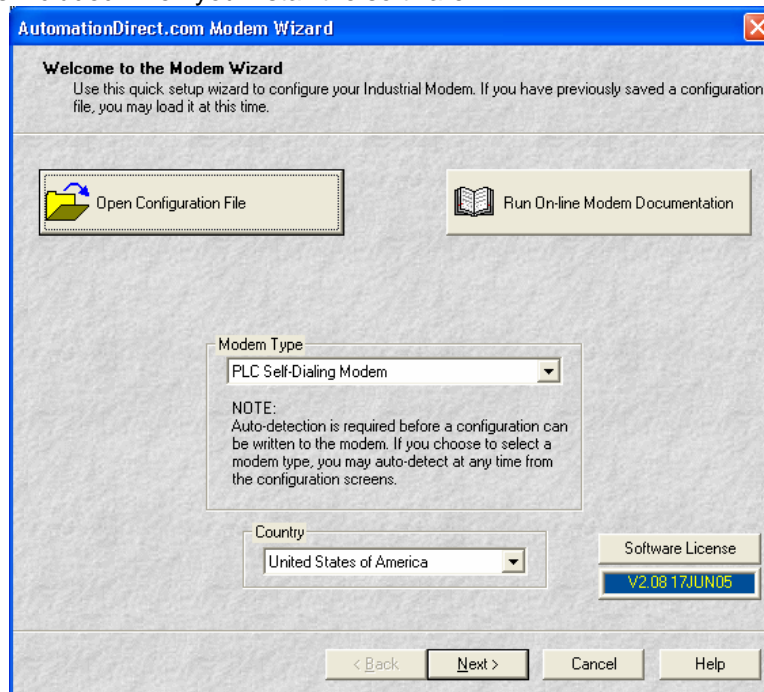 AutomationDirect.com Modem Wizard
Welcome to the Modem Wizard
Use this quick setup wizard to configure your Industrial Modem. If you have previously saved a configuration
file, you may load it at this time.
Open Configuration File
Run On-line Modem Documentation
Modem Type
PLC Self-Dialing Modem
NOTE:
Auto-detection is required before a configuration can
be written to the modem. If you choose to select a
modem type, you may auto-detect at any time from
the configuration screens.
Country
United States of America
Software License
V2.08 17JUN05
< Back
Next >
Cancel
Help